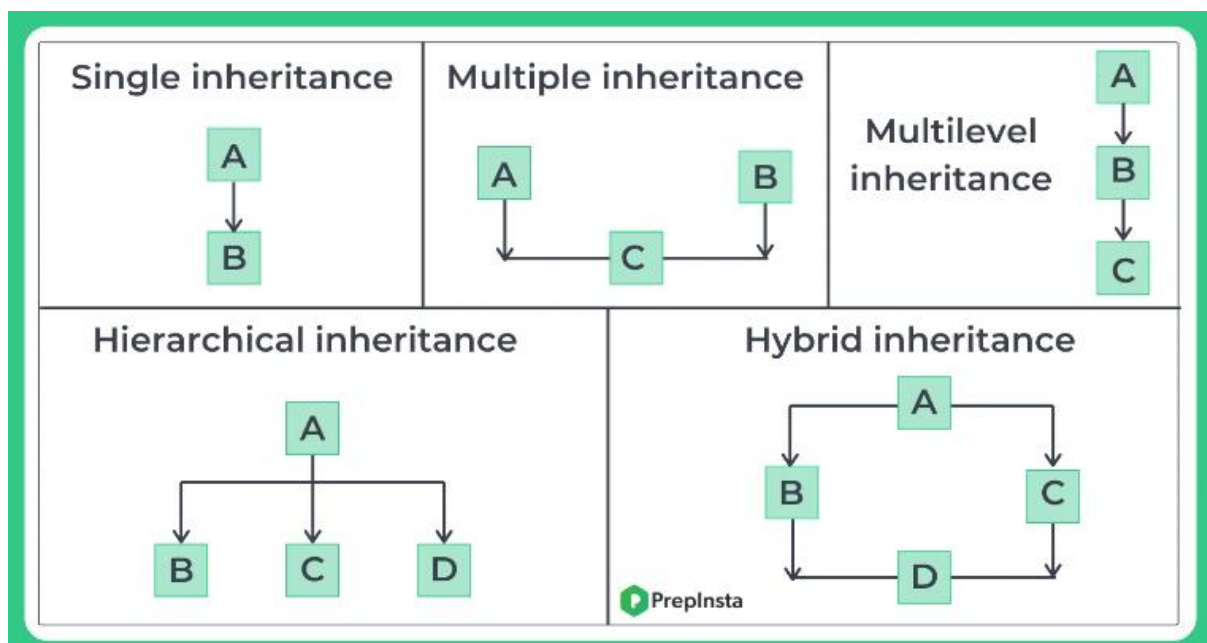 Single inheritance
A
B
Multiple inheritance
A
B
C
Multilevel
inheritance
A
B
C
Hierarchical inheritance
A
B C D
Hybrid inheritance
A
B
C
D
PrepInsta